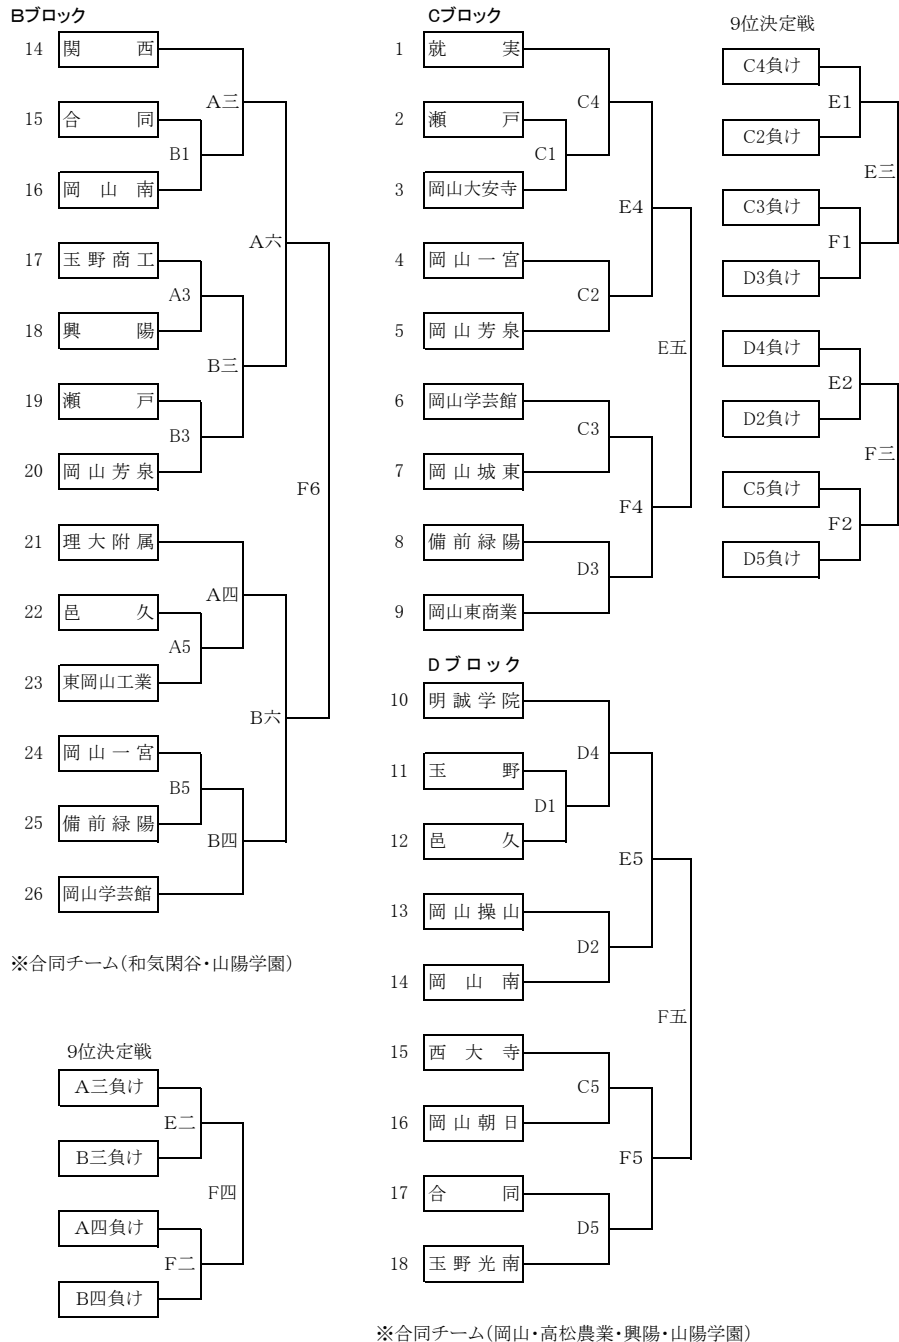 Bブロック
14 関西
A三
15 合同
B1
16 岡山南
A六
17 玉野商工
A3
18 興陽
B三
19 瀬戸
B3
20 岡山芳泉
F6
21 理大附属
A四
22 邑久
A5
23 東岡山工業
B六
24 岡山一宮
B5
25 備前緑陽
B四
26 岡山学芸館
※合同チーム(和気閑谷・山陽学園)
9位決定戦
A三負け
E二
B三負け
F四
A四負け
F二
B四負け
Cブロック
1 就実
C4
2 瀬戸
C1
3 岡山大安寺
E4
4 岡山一宮
C2
5 岡山芳泉
E五
6 岡山学芸館
C3
7 岡山城東
F4
8 備前緑陽
D3
9 岡山東商業
Dブロック
10 明誠学院
D4
11 玉野
D1
12 邑久
E5
13 岡山操山
D2
14 岡山南
F五
15 西大寺
C5
16 岡山朝日
F5
17 合同
D5
18 玉野光南
※合同チーム(岡山・高松農業・興陽・山陽学園)
9位決定戦
C4負け
E1
C2負け
E三
C3負け
F1
D3負け
D4負け
E2
D2負け
F三
C5負け
F2
D5負け